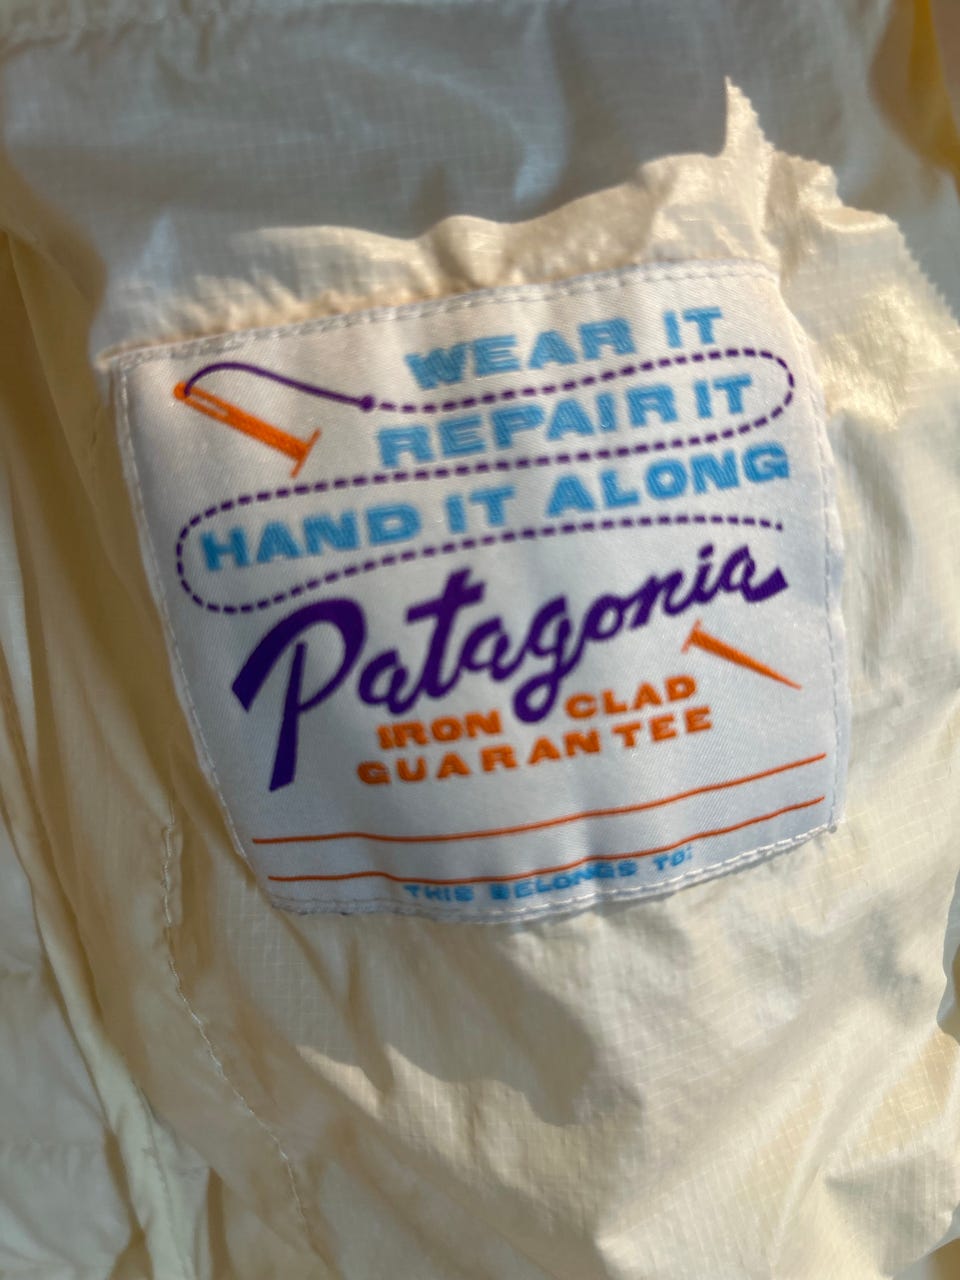 WEAR IT
REPAIR IT
HAND IT ALONG
Patagonia
IRON CLAD
GUARANTEE
THIS BELONGS TO: